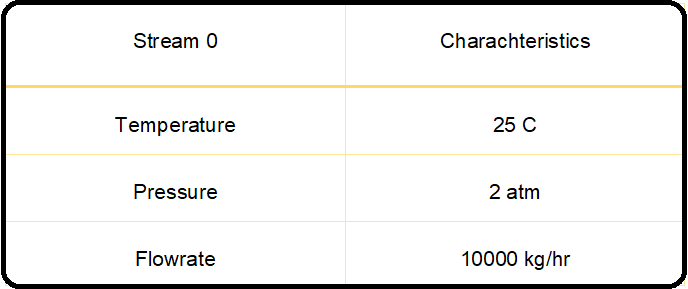 Stream 0 Charachteristics
Temperature 25 C
Pressure 2 atm
Flowrate 10000 kg/hr